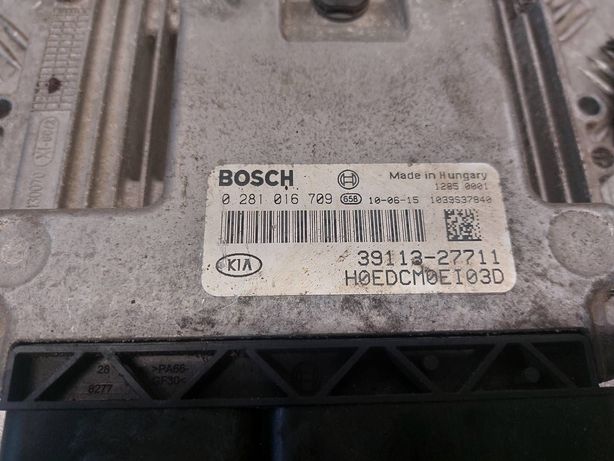 BOSCH Made in Hungary
1285 0001
0 281 016 709 658 10-06-15 1039S37840
39113-27711
KIA
H0EDCM0EI03D
28 >PA66-
8277 GF30<